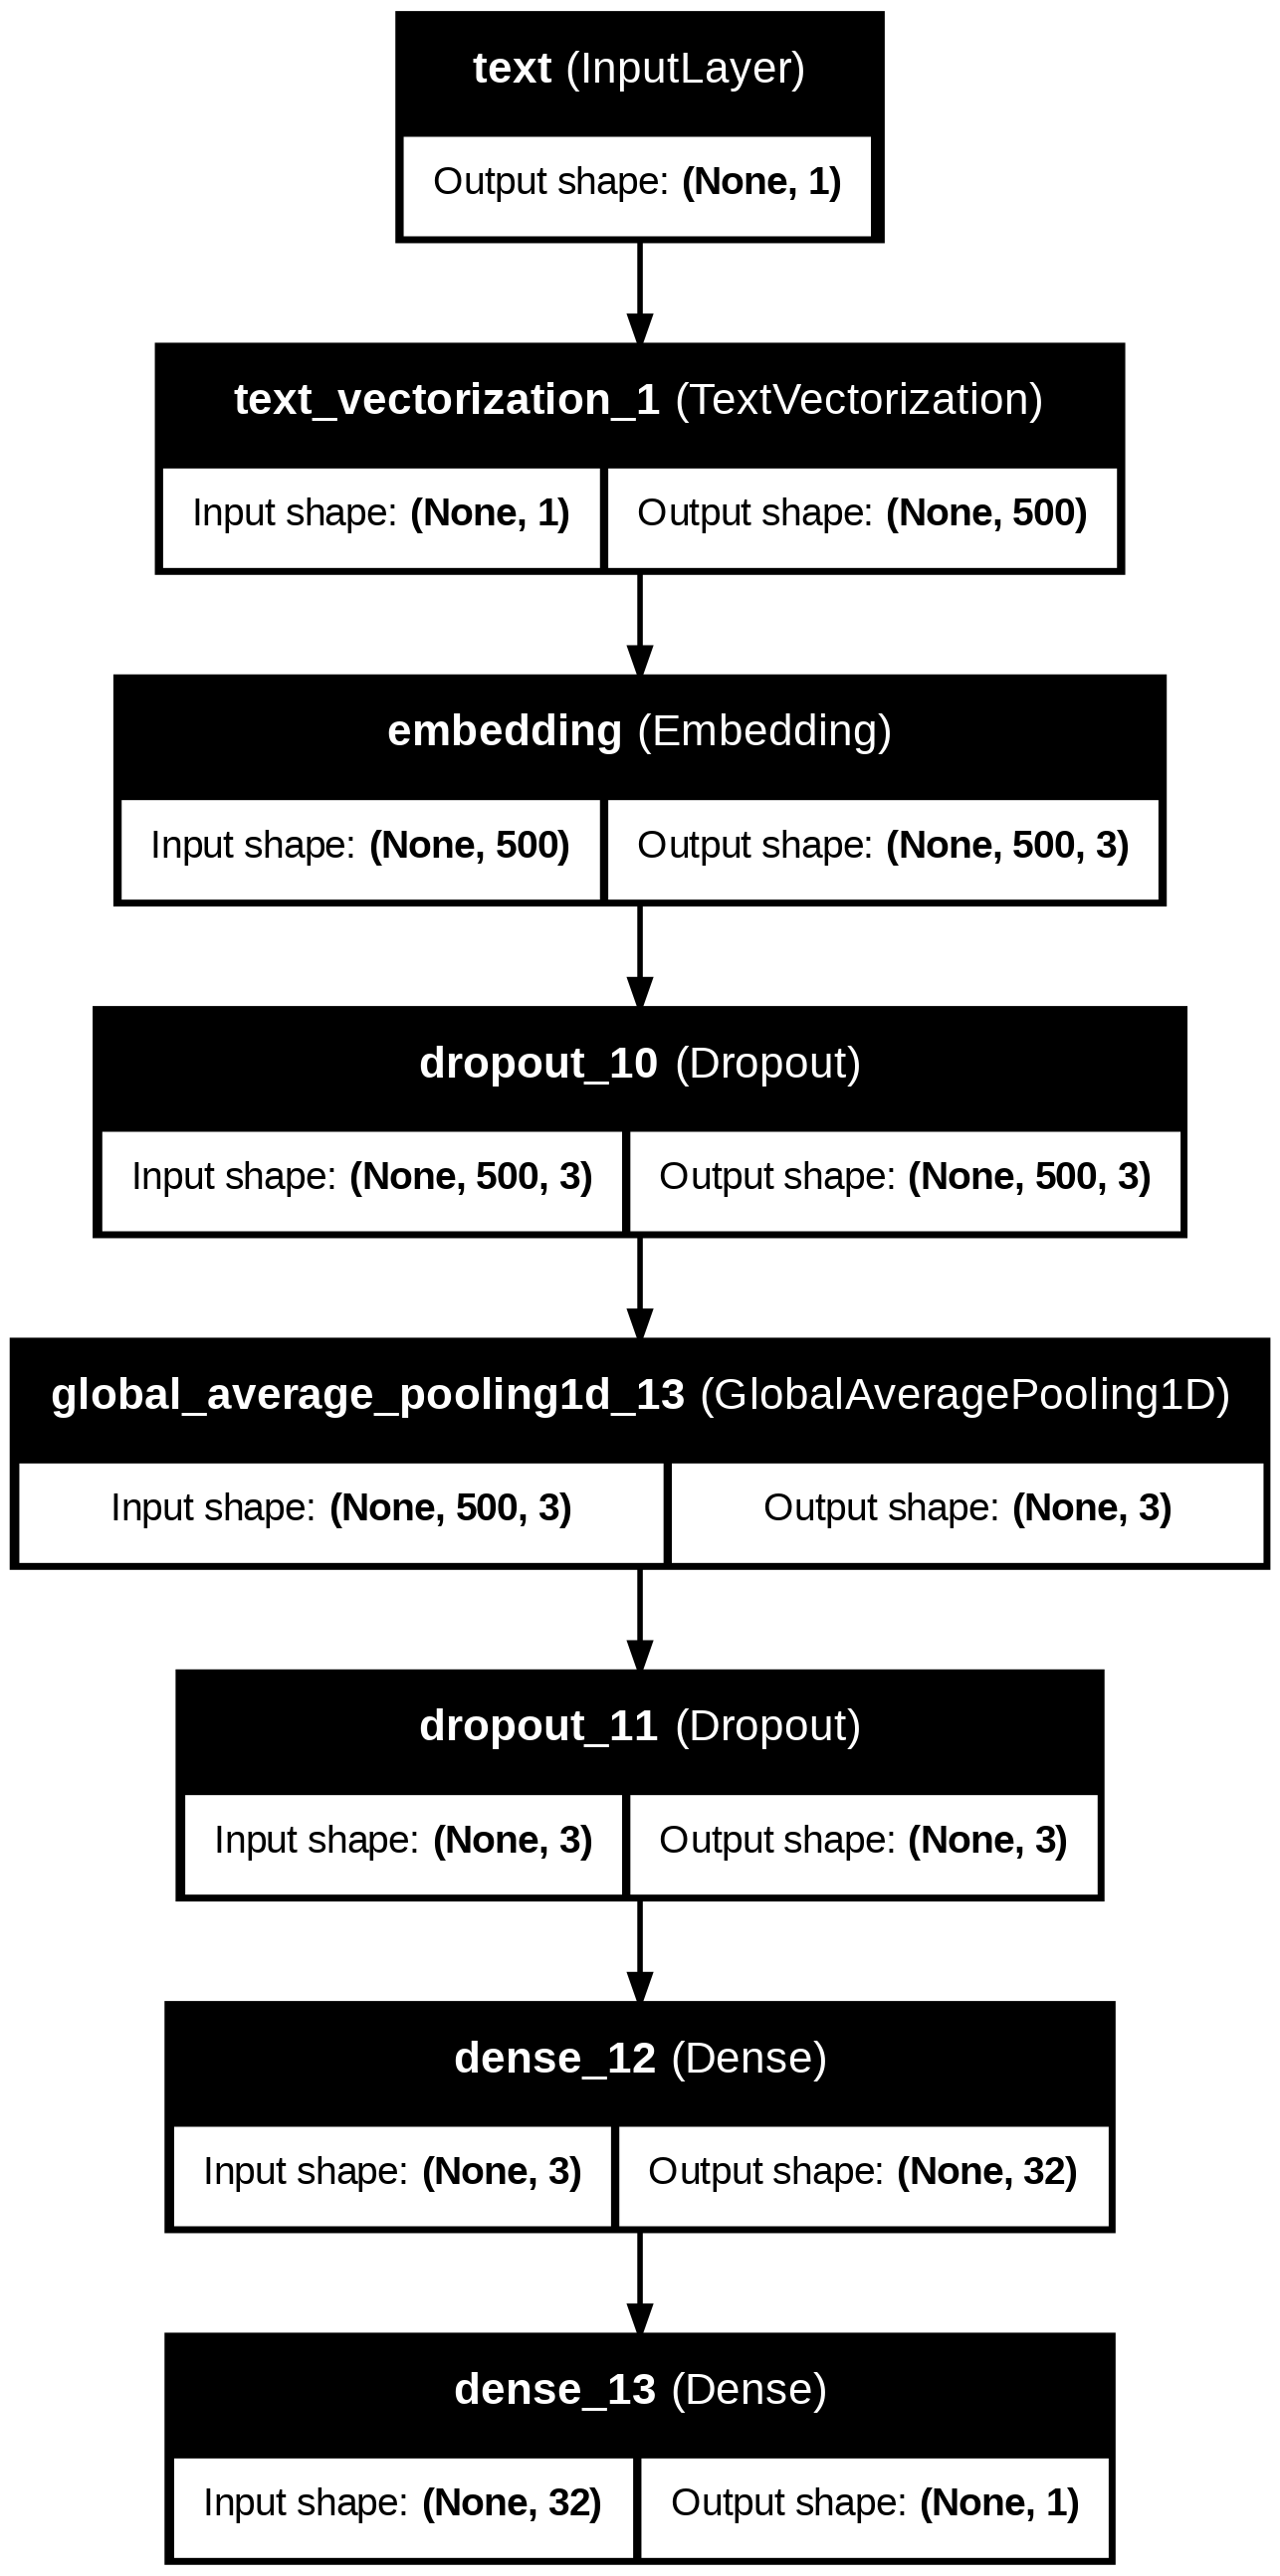 text (InputLayer)
Output shape: (None, 1)
text_vectorization_1 (TextVectorization)
Input shape: (None, 1) Output shape: (None, 500)
embedding (Embedding)
Input shape: (None, 500) Output shape: (None, 500, 3)
dropout_10 (Dropout)
Input shape: (None, 500, 3) Output shape: (None, 500, 3)
global_average_pooling1d_13 (GlobalAveragePooling1D)
Input shape: (None, 500, 3) Output shape: (None, 3)
dropout_11 (Dropout)
Input shape: (None, 3) Output shape: (None, 3)
dense_12 (Dense)
Input shape: (None, 3) Output shape: (None, 32)
dense_13 (Dense)
Input shape: (None, 32) Output shape: (None, 1)